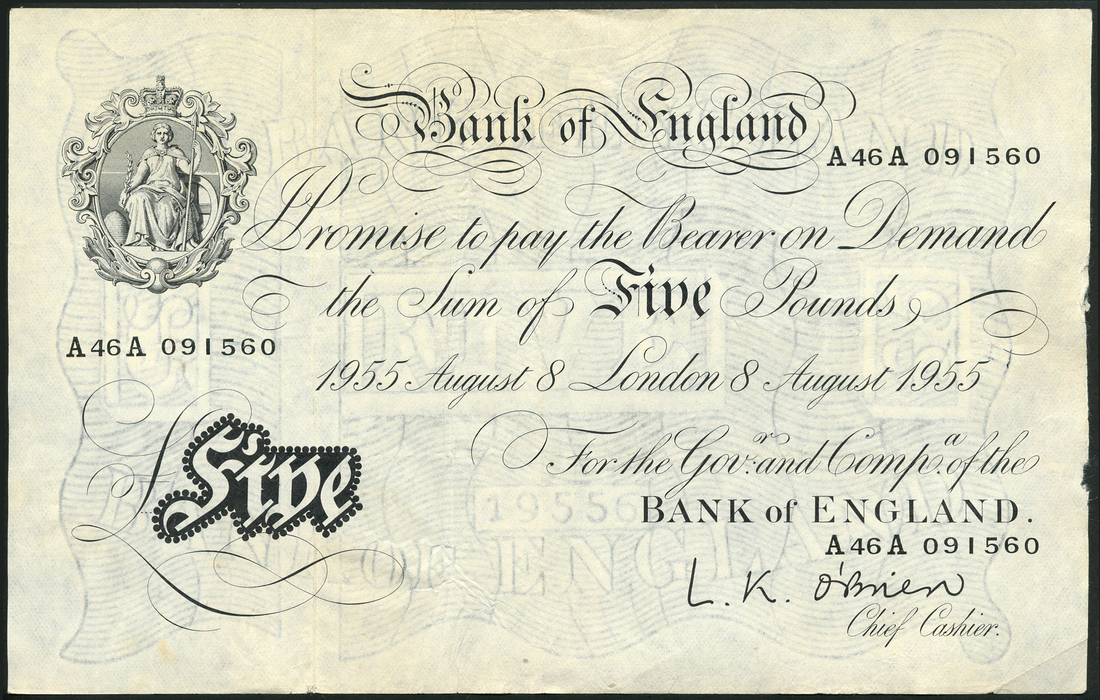 Bank of England
A46A 091560
I Promise to pay the Bearer on Demand
the Sum of Five Pounds,
A46A 091560
1955 August 8 London 8 August 1955
£Five
For the Gov.r and Comp.a of the
BANK of ENGLAND.
A46A 091560
L. K. O'Brien
Chief Cashier.